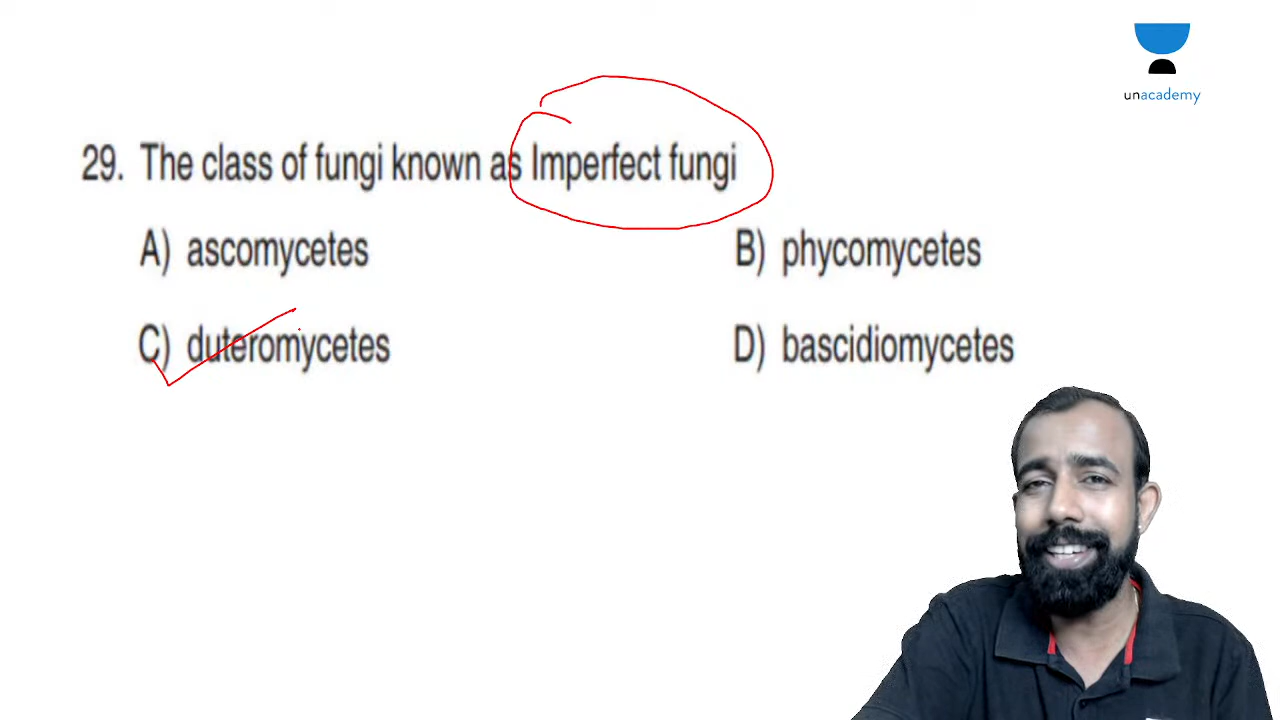 unacademy
29. The class of fungi known as Imperfect fungi
A) ascomycetes B) phycomycetes
C) duteromycetes D) bascidiomycetes